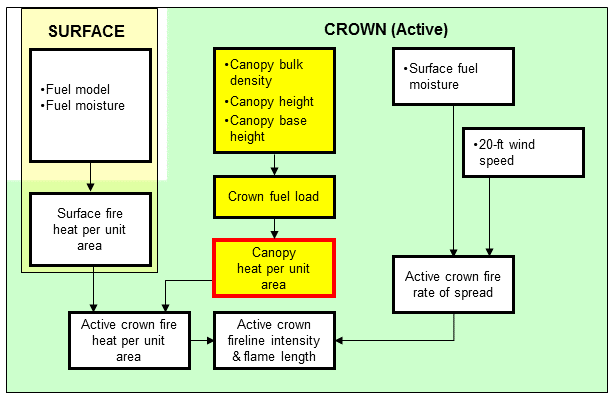 SURFACE
CROWN (Active)
•Fuel model
•Fuel moisture
•Canopy bulk
density
•Canopy height
•Canopy base
height
•Surface fuel
moisture
•20-ft wind
speed
Crown fuel load
Surface fire
heat per unit
area
Canopy
heat per unit
area
Active crown fire
rate of spread
Active crown fire
heat per unit
area
Active crown
fireline intensity
& flame length